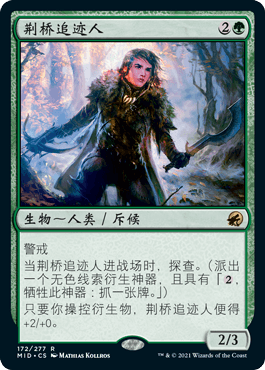 荆桥追迹人 2
生物～人类 / 斥候
警戒
当荆桥追迹人进战场时，探查。（派出
一个无色线索衍生神器，且具有「2，
牺牲此神器：抓一张牌。」）
只要你操控衍生物，荆桥追迹人便得
+2/+0。
2/3
172/277 R
MID • CS MATHIAS KOLLROS
™ & © 2021 Wizards of the Coast